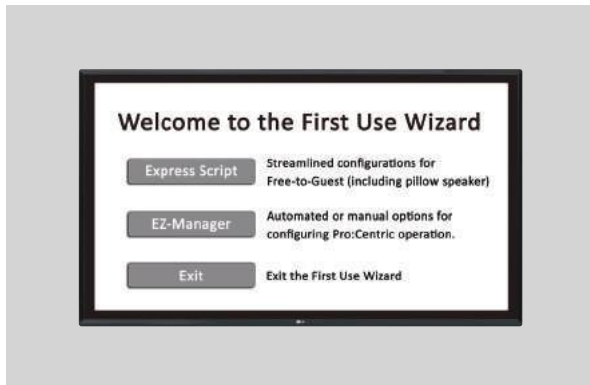 Welcome to the First Use Wizard
Express Script
Streamlined configurations for
Free-to-Guest (including pillow speaker)
EZ-Manager
Automated or manual options for
configuring Pro:Centric operation.
Exit
Exit the First Use Wizard